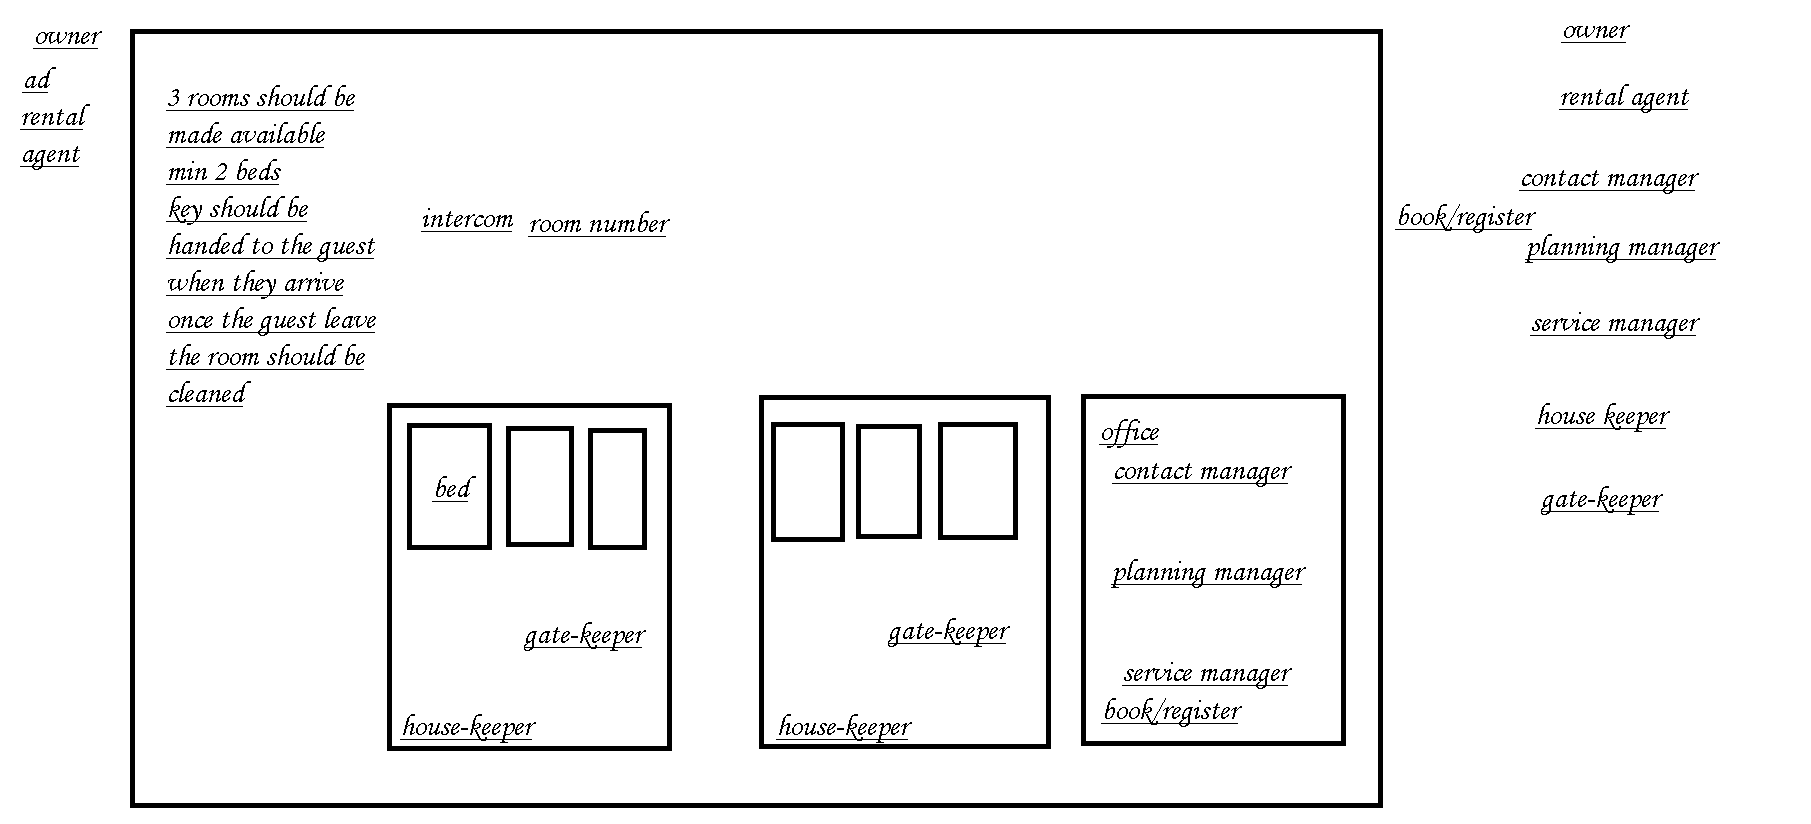 owner
ad
rental
agent
3 rooms should be
made available
min 2 beds
key should be
handed to the guest
when they arrive
once the guest leave
the room should be
cleaned
intercom
room number
bed
gate-keeper
house-keeper
gate-keeper
house-keeper
office
contact manager
planning manager
service manager
book/register
owner
rental agent
contact manager
book/register
planning manager
service manager
house keeper
gate-keeper